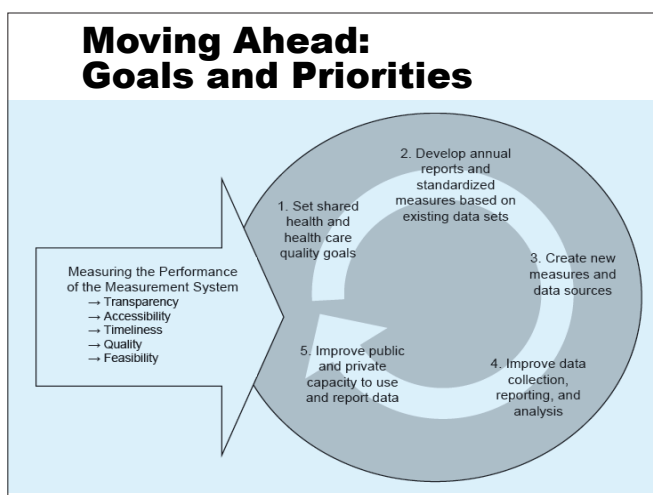 Moving Ahead:
Goals and Priorities
Measuring the Performance
of the Measurement System
→ Transparency
→ Accessibility
→ Timeliness
→ Quality
→ Feasibility
1. Set shared
health and
health care
quality goals
2. Develop annual
reports and
standardized
measures based on
existing data sets
3. Create new
measures and
data sources
4. Improve data
collection,
reporting, and
analysis
5. Improve public
and private
capacity to use
and report data